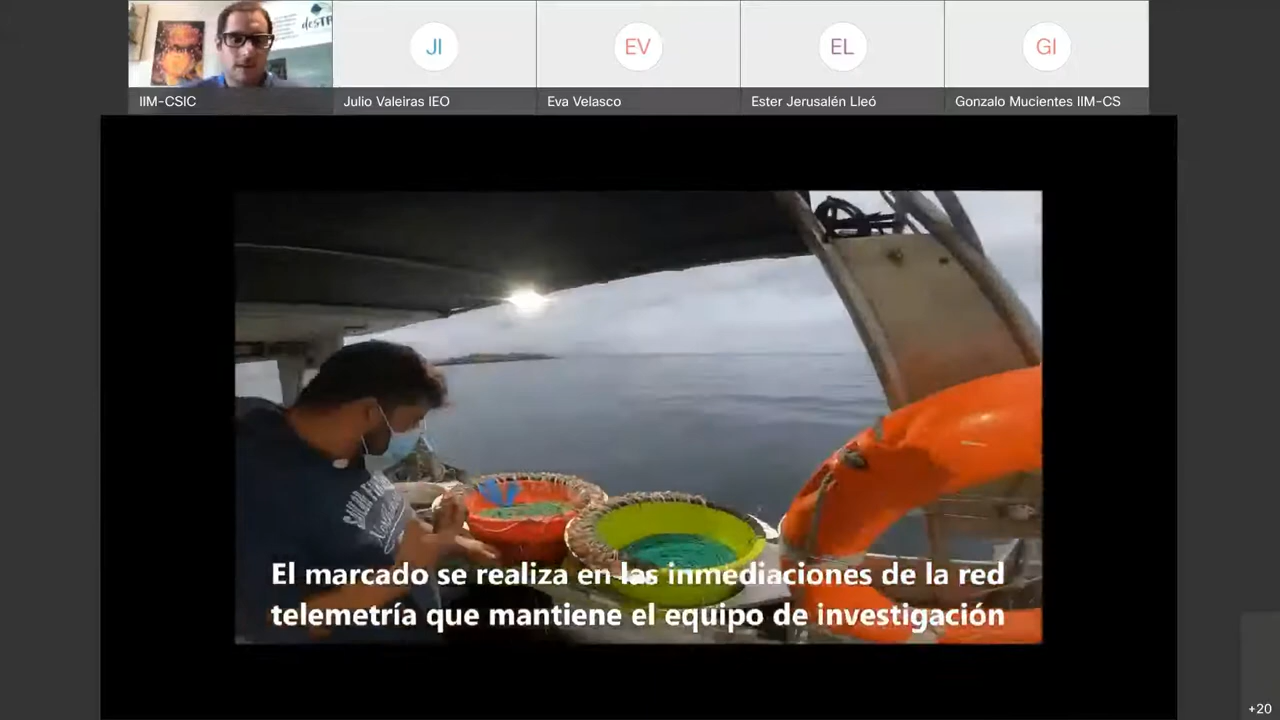 desTR
JI
EV
EL
GI
IIM-CSIC
Julio Valeiras IEO
Eva Velasco
Ester Jerusalén Lleó
Gonzalo Mucientes IIM-CS
El marcado se realiza en las inmediaciones de la red
telemetría que mantiene el equipo de investigación
+20